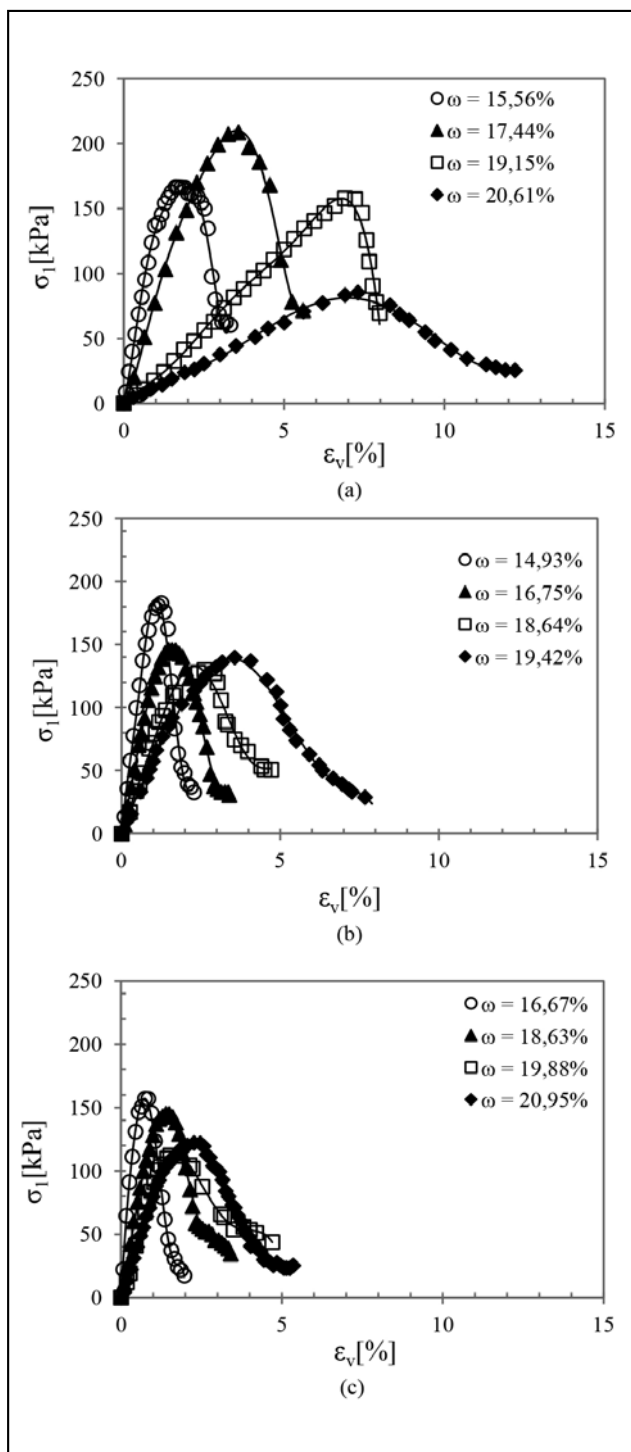 250
200
150
100
50
0
σ1[kPa]
ω = 15,56%
ω = 17,44%
ω = 19,15%
ω = 20,61%
0 5 10 15
εv[%]
(a)
250
200
150
100
50
0
σ1[kPa]
ω = 14,93%
ω = 16,75%
ω = 18,64%
ω = 19,42%
0 5 10 15
εv[%]
(b)
250
200
150
100
50
0
σ1[kPa]
ω = 16,67%
ω = 18,63%
ω = 19,88%
ω = 20,95%
0 5 10 15
εv[%]
(c)